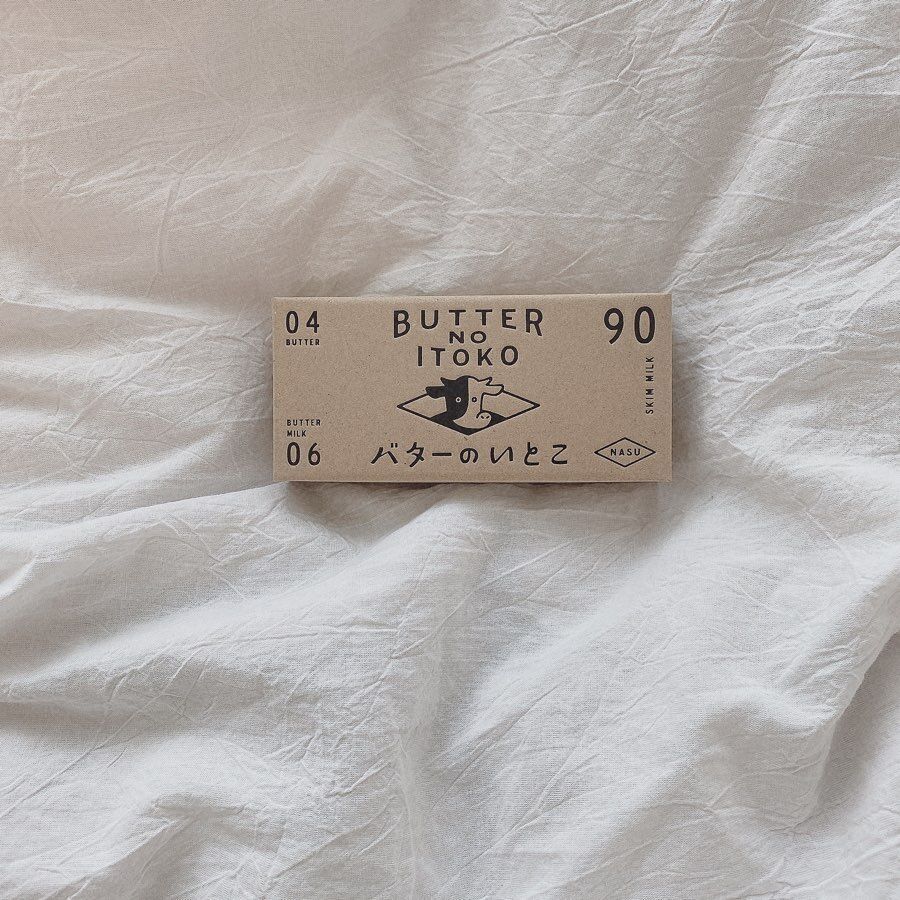 04
BUTTER
BUTTER
NO
ITOKO
90
SKIM MILK
BUTTER
MILK
06
バターのいとこ
NASU